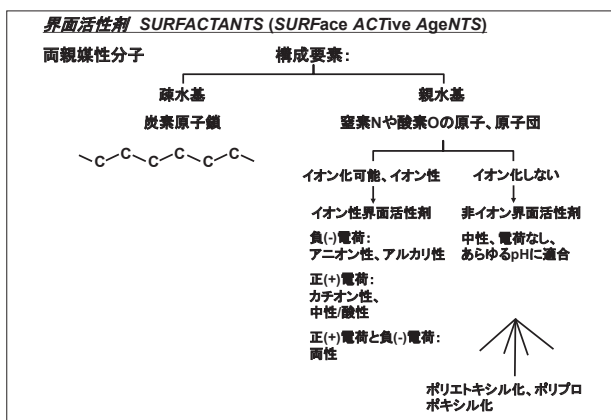 界面活性剤 SURFACTANTS (SURFace ACTive AgeNTS)
両親媒性分子 構成要素：
疎水基 親水基
炭素原子鎖 窒素Nや酸素Oの原子、原子団
C C C C C C
イオン化可能、イオン性 イオン化しない
イオン性界面活性剤 非イオン界面活性剤
負(-)電荷：
アニオン性、アルカリ性
正(+)電荷：
カチオン性、
中性/酸性
正(+)電荷と負(-)電荷：
両性
中性、電荷なし、
あらゆるpHに適合
ポリエトキシル化、ポリプロ
ポキシル化